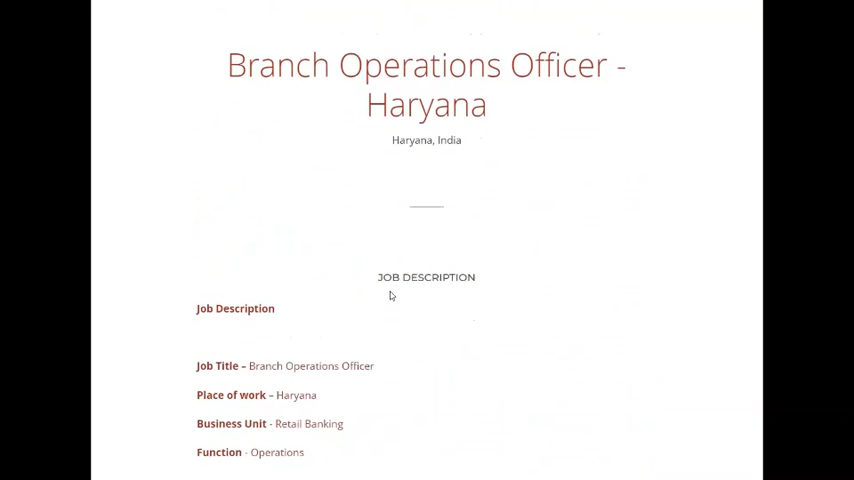 Branch Operations Officer -
Haryana
Haryana, India
JOB DESCRIPTION
Job Description
Job Title – Branch Operations Officer
Place of work – Haryana
Business Unit - Retail Banking
Function - Operations